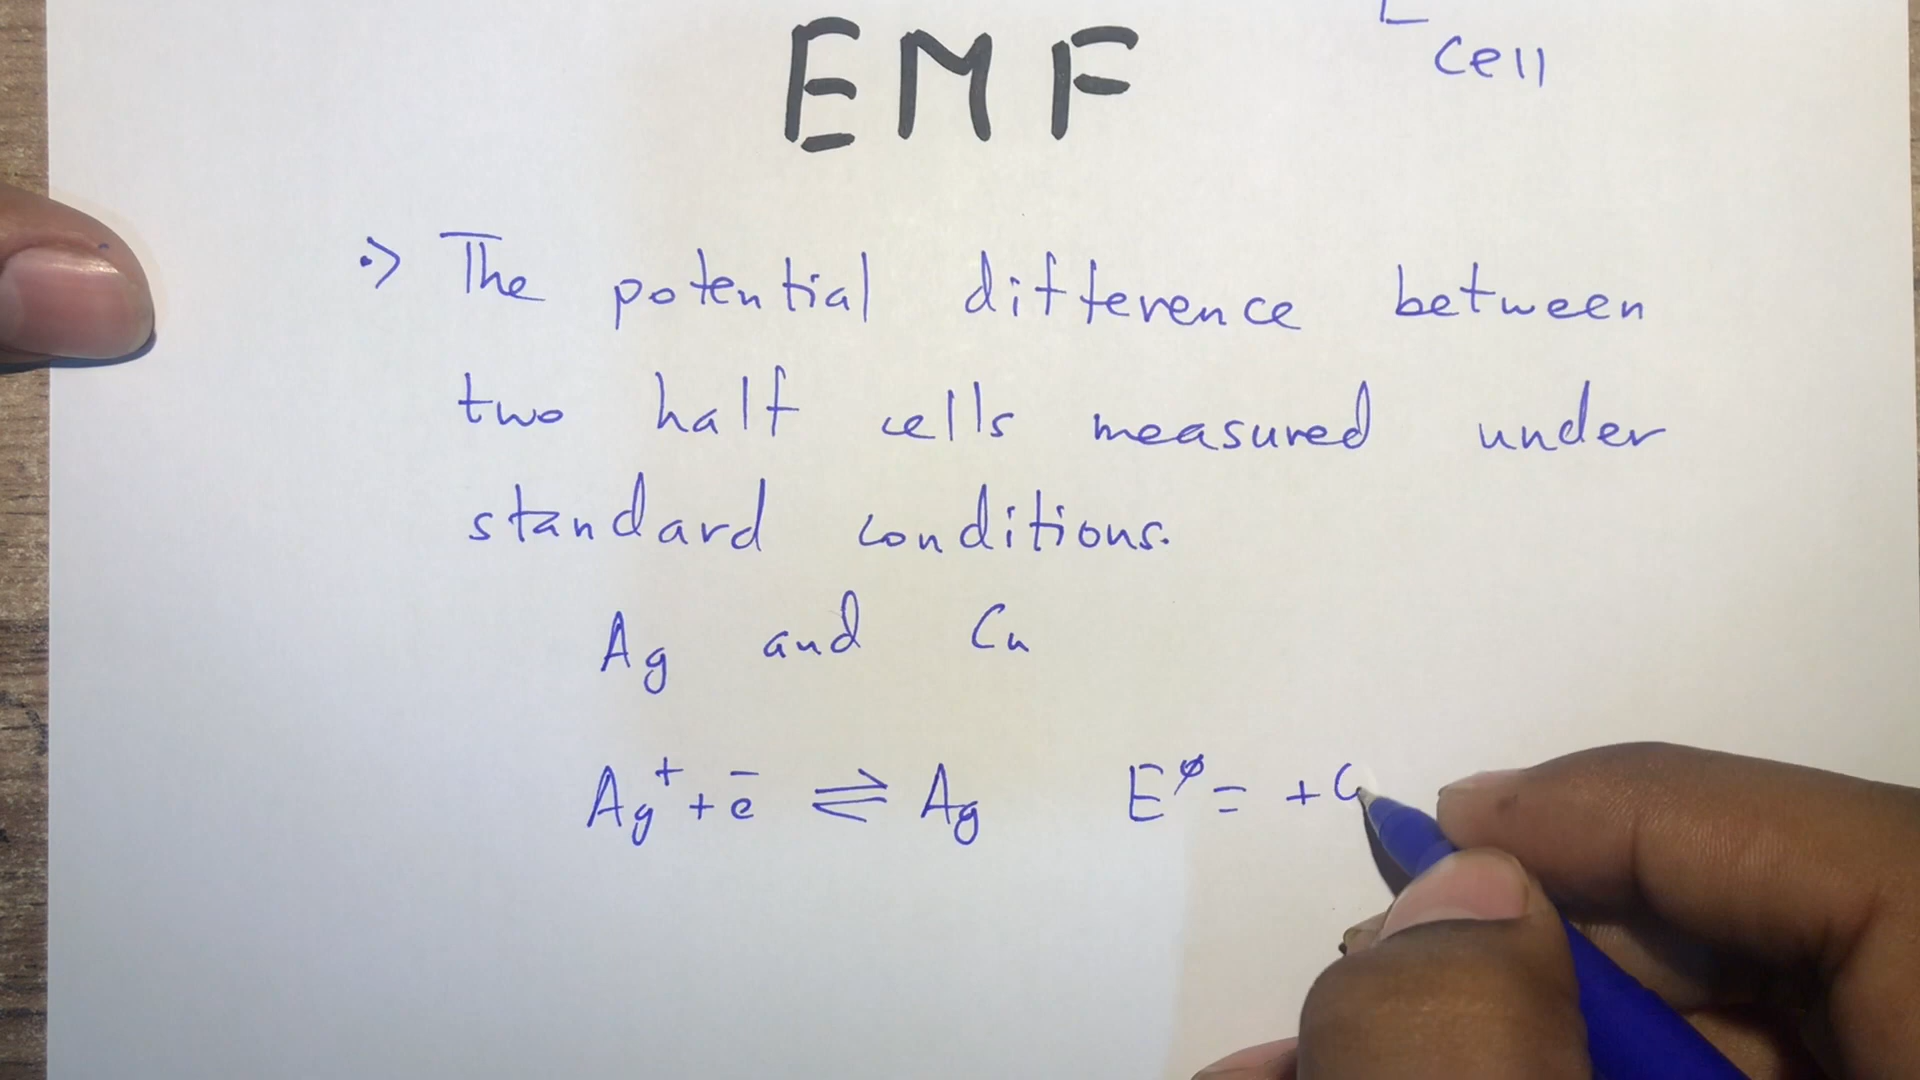 EMF
E cell
•> The potential difference between
two half cells measured under
standard conditions.
Ag and Cu
Ag⁺ + e⁻ ⇌ Ag E° = +